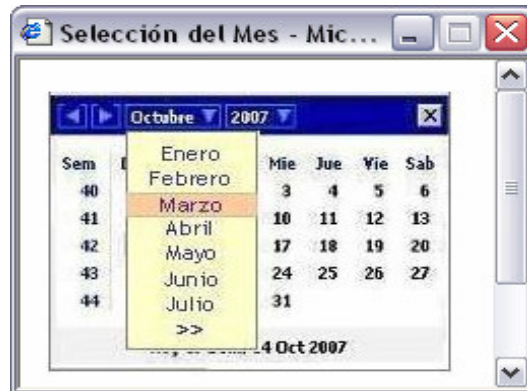 Selección del Mes - Mic...
Octubre 2007
Sem Mie Jue Vie Sab
40 3 4 5 6
41 10 11 12 13
42 17 18 19 20
43 24 25 26 27
44 31
Enero
Febrero
Marzo
Abril
Mayo
Junio
Julio
>>
4 Oct 2007